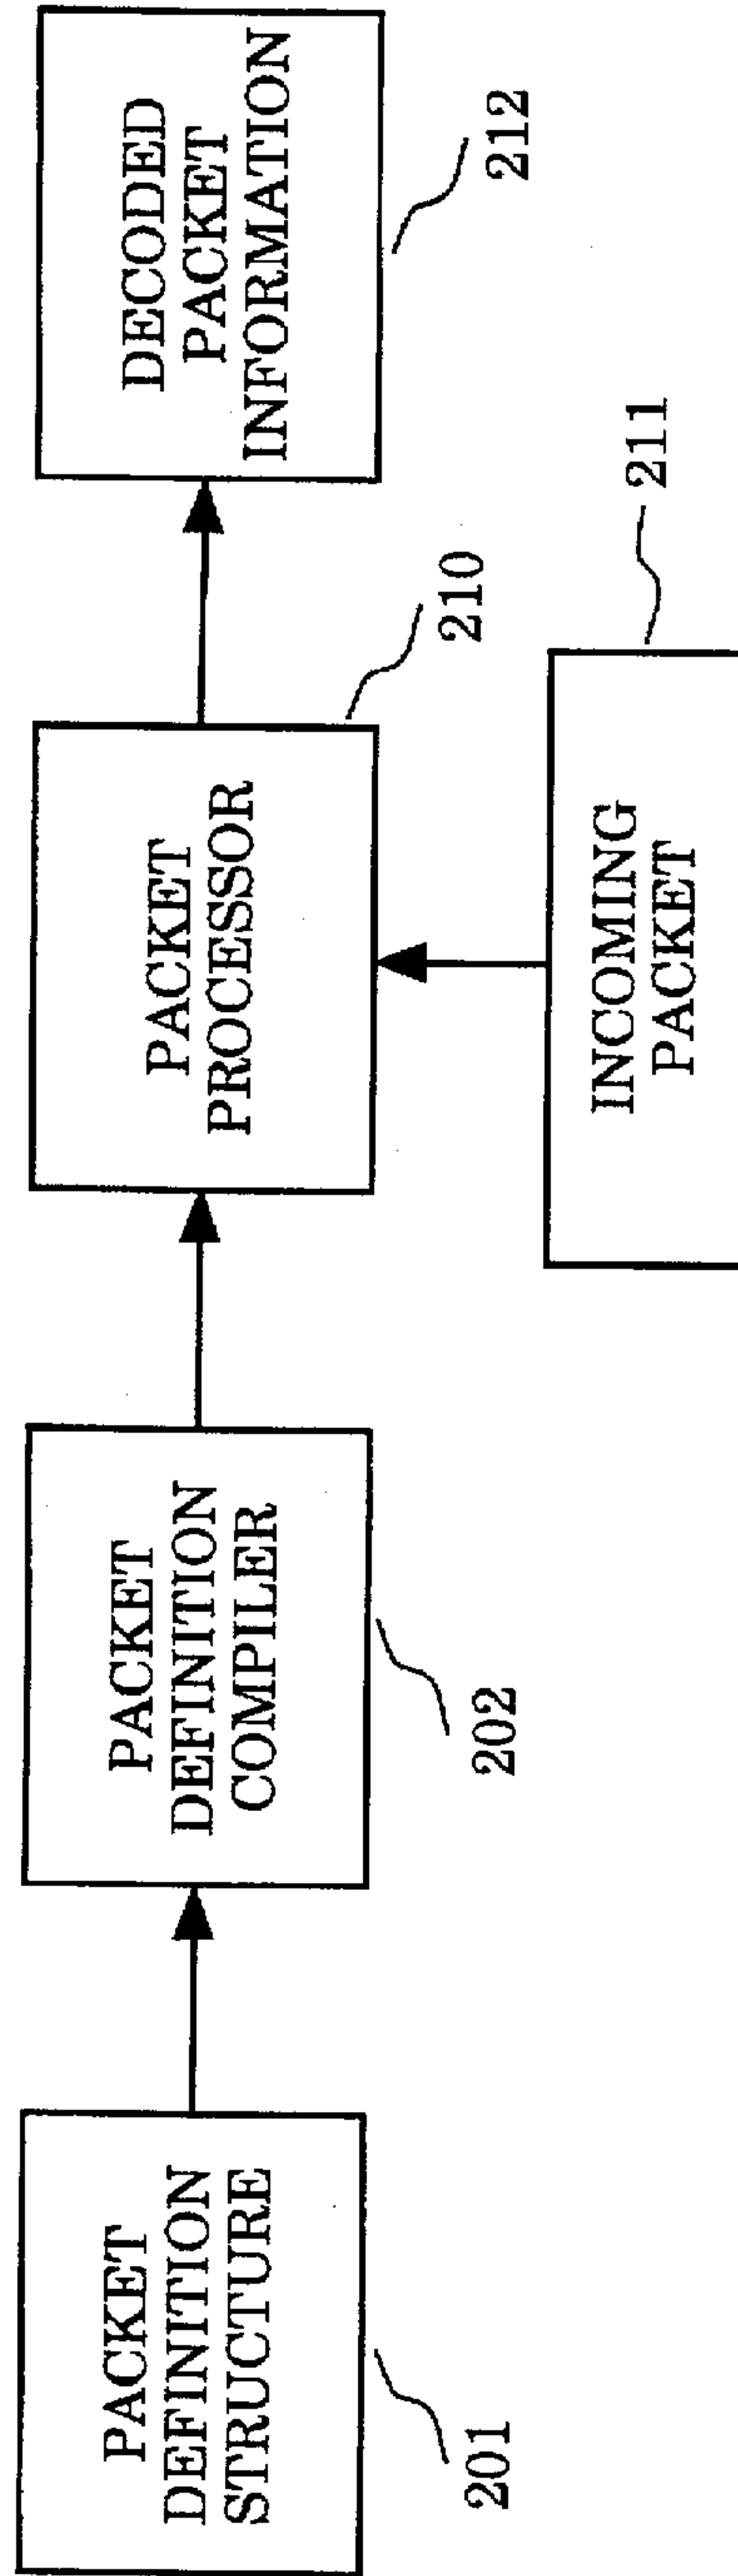 PACKET
DEFINITION
STRUCTURE
201
PACKET
DEFINITION
COMPILER
202
PACKET
PROCESSOR
210
INCOMING
PACKET
211
DECODED
PACKET
INFORMATION
212